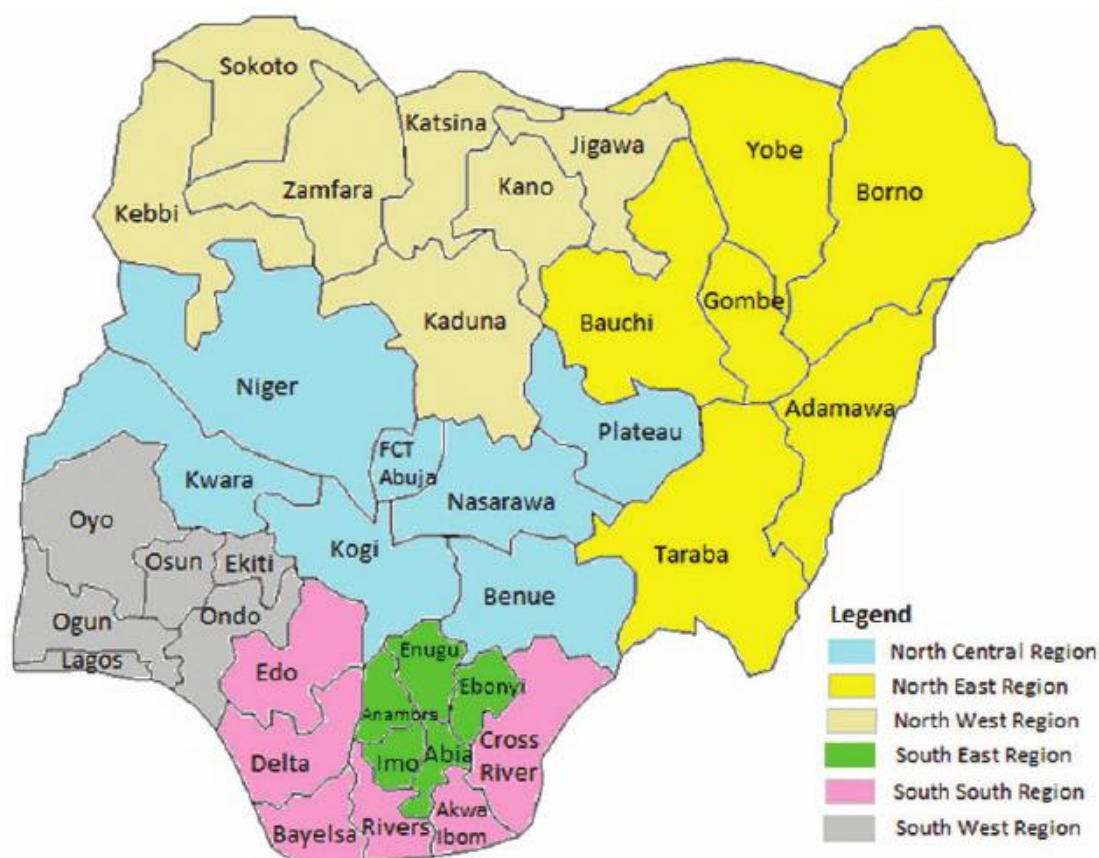 Sokoto
Katsina
Jigawa
Yobe
Kano
Zamfara
Borno
Kebbi
Gombe
Kaduna
Bauchi
Niger
Adamawa
Plateau
FCT
Abuja
Kwara
Nasarawa
Oyo
Kogi
Taraba
Osun
Ekiti
Benue
Ogun
Ondo
Lagos
Enugu
Edo
Ebonyi
Anamors
Cross
River
Abia
Imo
Delta
Akwa
Ibom
Bayelsa
Rivers
Legend
North Central Region
North East Region
North West Region
South East Region
South South Region
South West Region